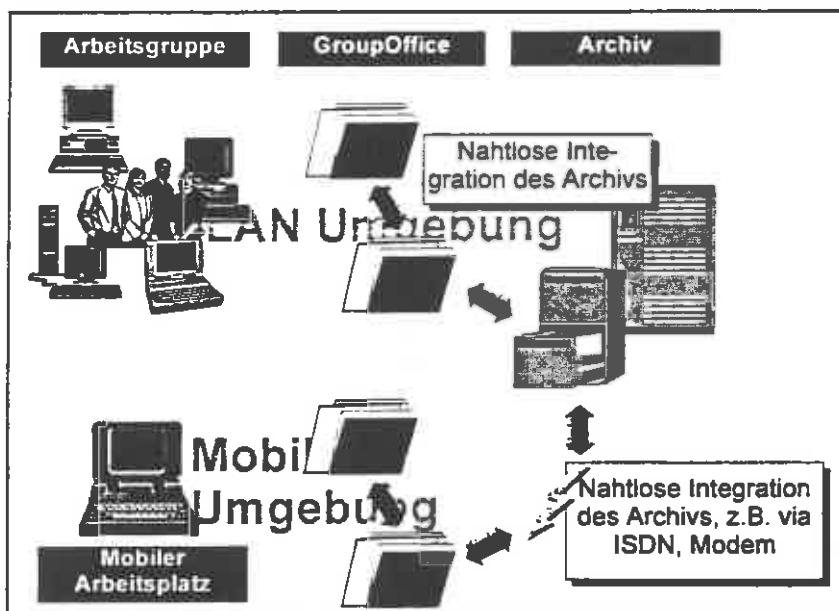 Arbeitsgruppe
GroupOffice
Archiv
Nahtlose Inte-
gration des Archivs
LAN Umgebung
Mobil
Umgebung
Nahtlose Integration
des Archivs, z.B. via
ISDN, Modem
Mobiler
Arbeitsplatz